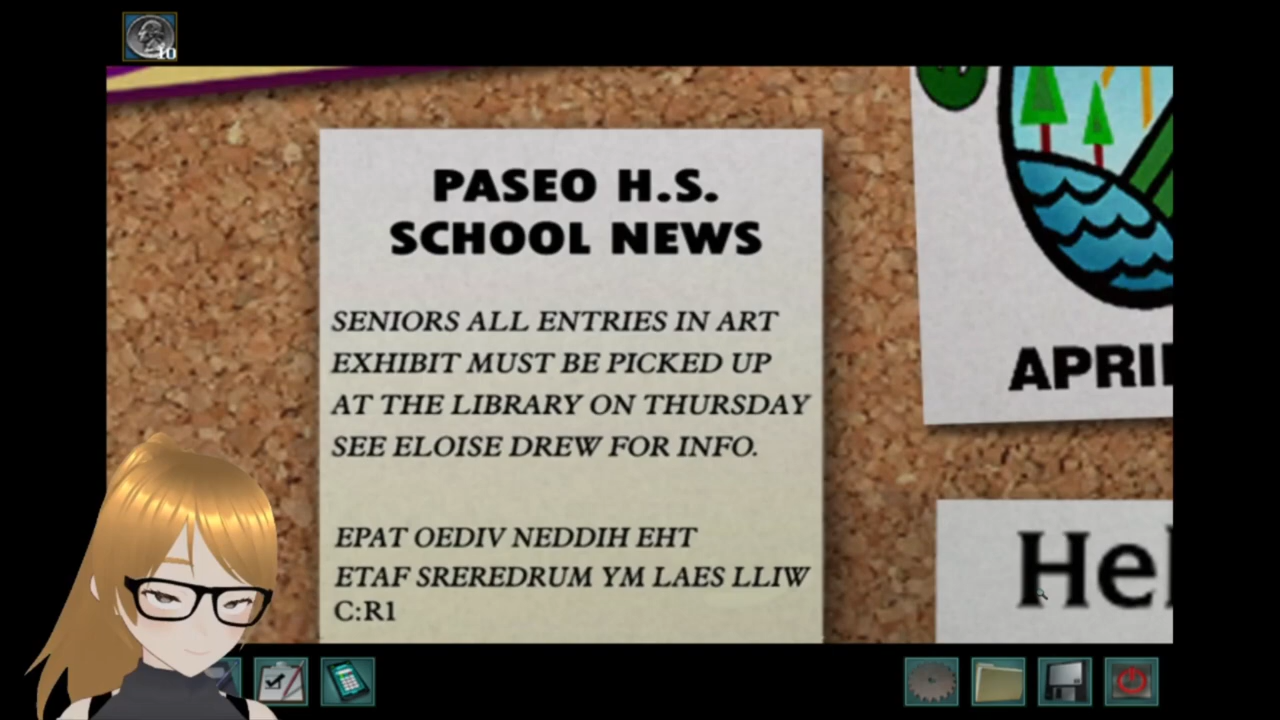 10
PASEO H.S.
SCHOOL NEWS
SENIORS ALL ENTRIES IN ART
EXHIBIT MUST BE PICKED UP
AT THE LIBRARY ON THURSDAY
SEE ELOISE DREW FOR INFO.
EPAT OEDIV NEDDIH EHT
ETAF SREREDRUM YM LAES LLIW
C:R1
APRI
Hel